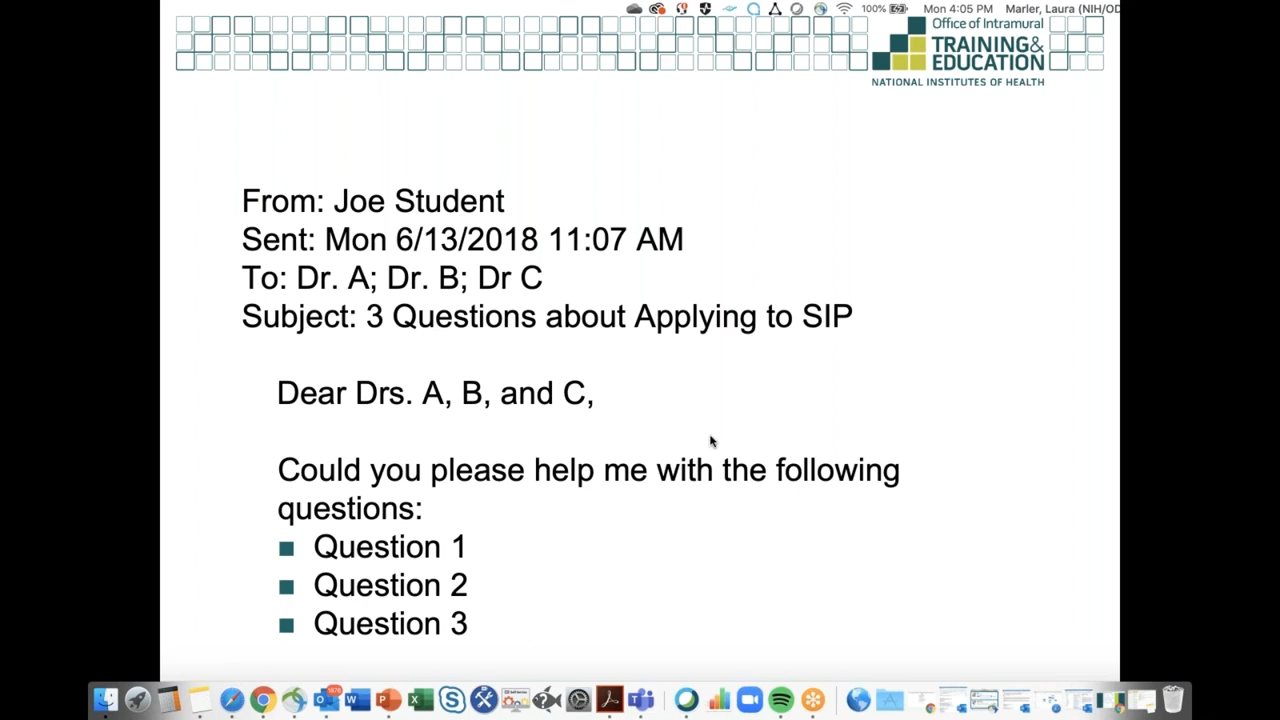 100%
Mon 4:05 PM
Marler, Laura (NIH/OD
Office of Intramural
TRAINING&
EDUCATION
NATIONAL INSTITUTES OF HEALTH
From: Joe Student
Sent: Mon 6/13/2018 11:07 AM
To: Dr. A; Dr. B; Dr C
Subject: 3 Questions about Applying to SIP
Dear Drs. A, B, and C,
Could you please help me with the following
questions:
Question 1
Question 2
Question 3